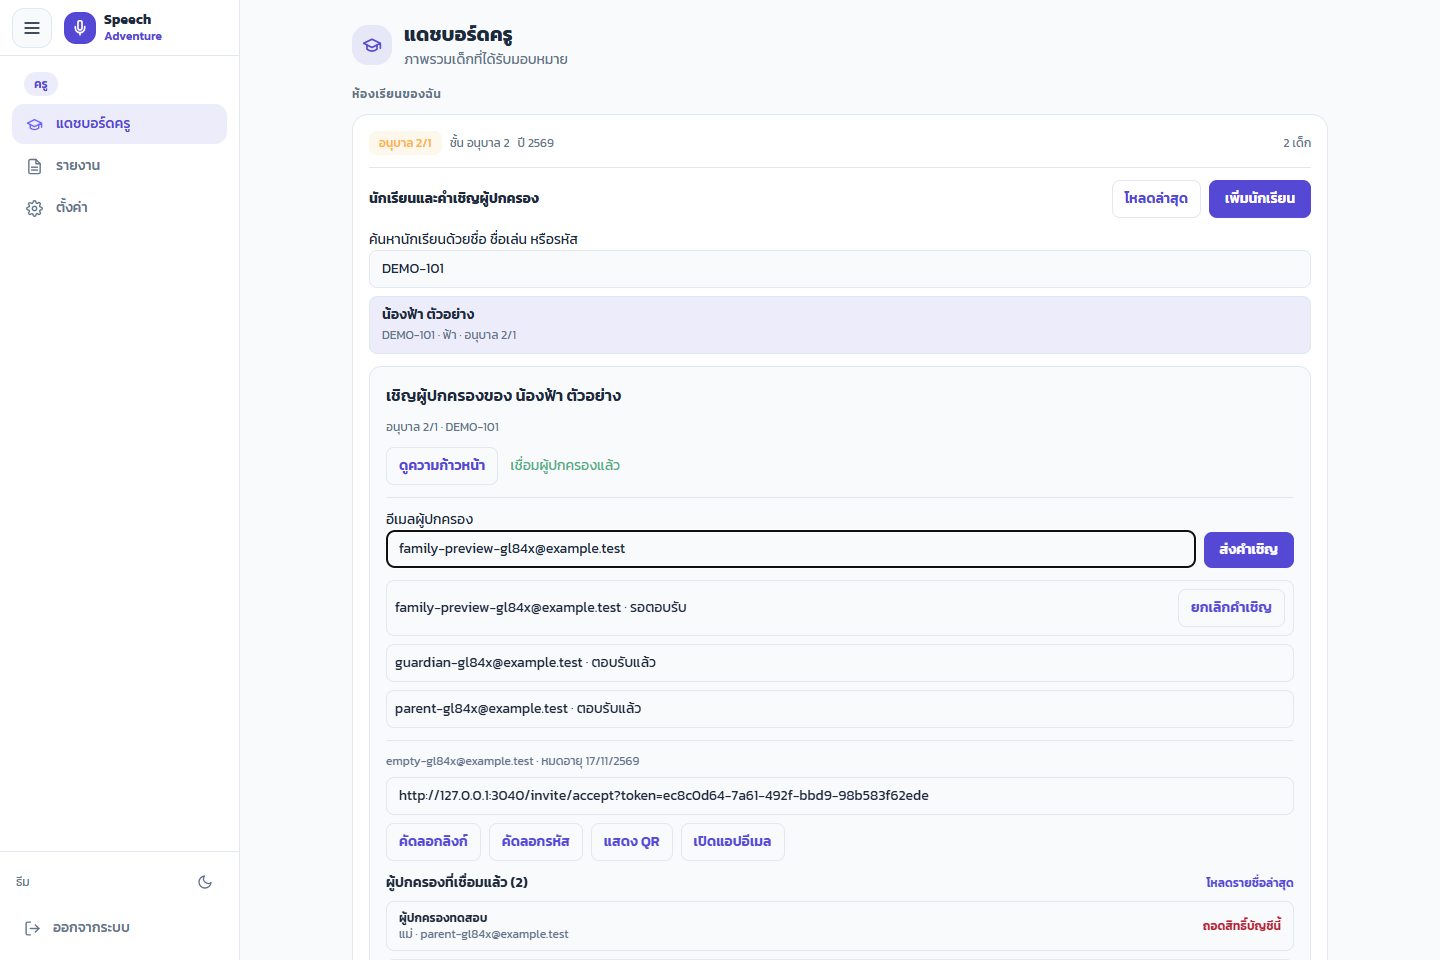 Speech
Adventure
ครู
แดชบอร์ดครู
รายงาน
ตั้งค่า
ธีม
ออกจากระบบ
แดชบอร์ดครู
ภาพรวมเด็กที่ได้รับมอบหมาย
ห้องเรียนของฉัน
อนุบาล 2/1 ชั้น อนุบาล 2 ปี 2569 2 เด็ก
นักเรียนและคำเชิญผู้ปกครอง โหลดล่าสุด เพิ่มนักเรียน
ค้นหานักเรียนด้วยชื่อ ชื่อเล่น หรือรหัส
DEMO-101
น้องฟ้า ตัวอย่าง
DEMO-101 · ฟ้า · อนุบาล 2/1
เชิญผู้ปกครองของ น้องฟ้า ตัวอย่าง
อนุบาล 2/1 · DEMO-101
ดูความก้าวหน้า เชื่อมผู้ปกครองแล้ว
อีเมลผู้ปกครอง
family-preview-gl84x@example.test ส่งคำเชิญ
family-preview-gl84x@example.test · รอตอบรับ ยกเลิกคำเชิญ
guardian-gl84x@example.test · ตอบรับแล้ว
parent-gl84x@example.test · ตอบรับแล้ว
empty-gl84x@example.test · หมดอายุ 17/11/2569
http://127.0.0.1:3040/invite/accept?token=ec8c0d64-7a61-492f-bbd9-98b583f62ede
คัดลอกลิงก์ คัดลอกรหัส แสดง QR เปิดแอปอีเมล
ผู้ปกครองที่เชื่อมแล้ว (2) โหลดรายชื่อล่าสุด
ผู้ปกครองทดสอบ
แม่ · parent-gl84x@example.test ถอดสิทธิ์บัญชีนี้